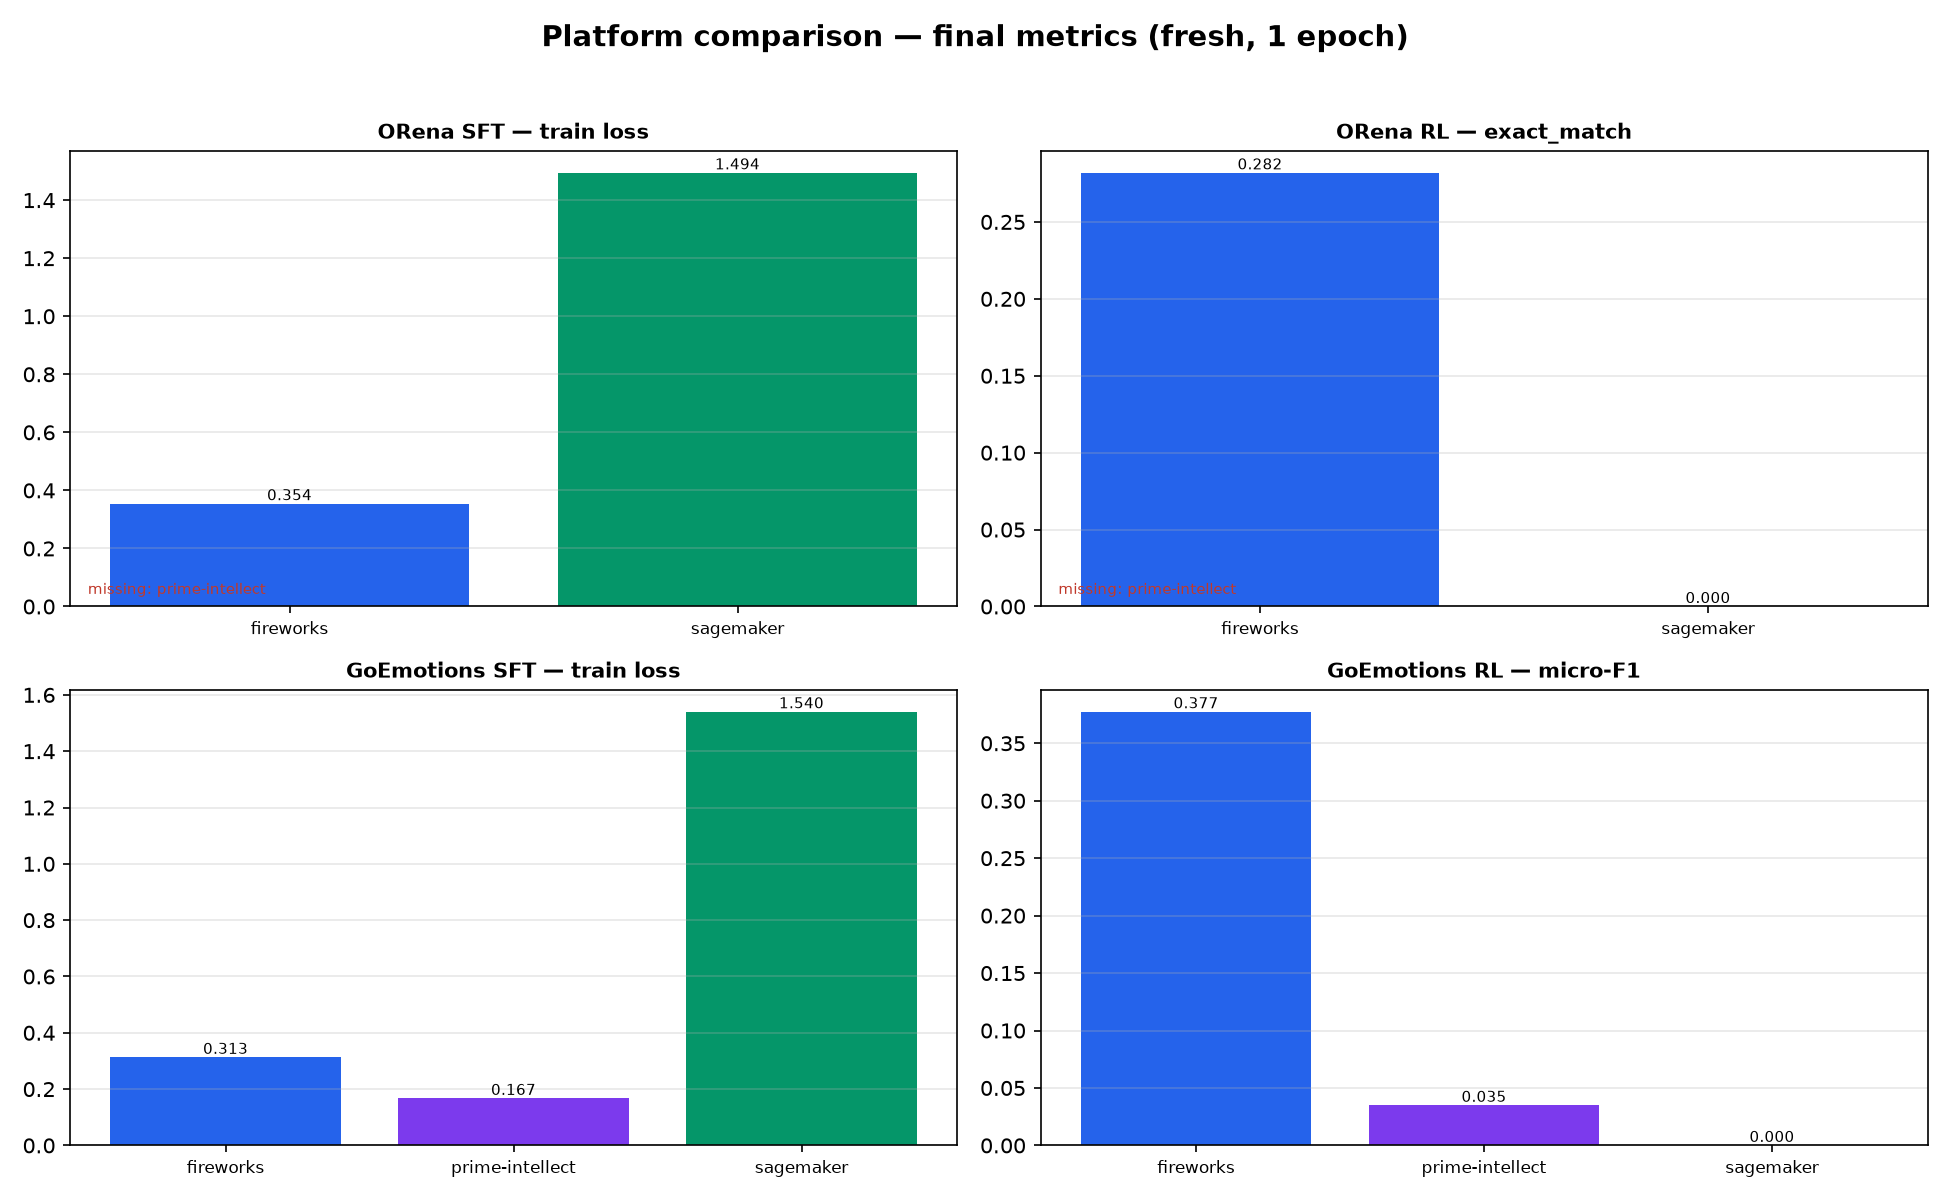 Platform comparison — final metrics (fresh, 1 epoch)
ORena SFT — train loss
1.4
1.2
1.0
0.8
0.6
0.4
0.2
0.0
0.354
1.494
missing: prime-intellect
fireworks
sagemaker
ORena RL — exact_match
0.25
0.20
0.15
0.10
0.05
0.00
0.282
0.000
missing: prime-intellect
fireworks
sagemaker
GoEmotions SFT — train loss
1.6
1.4
1.2
1.0
0.8
0.6
0.4
0.2
0.0
0.313
0.167
1.540
fireworks
prime-intellect
sagemaker
GoEmotions RL — micro-F1
0.35
0.30
0.25
0.20
0.15
0.10
0.05
0.00
0.377
0.035
0.000
fireworks
prime-intellect
sagemaker